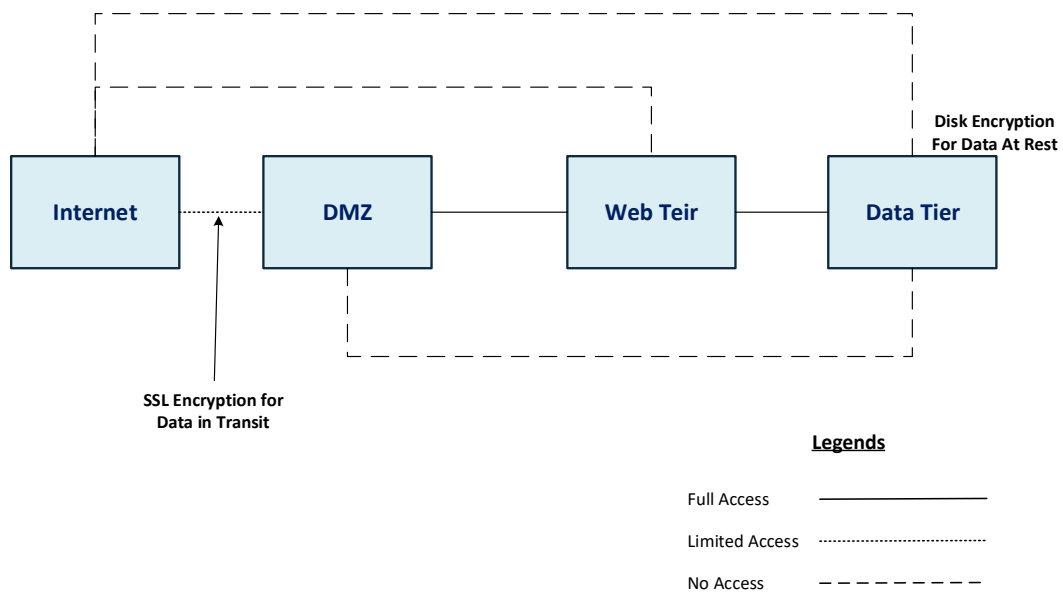 Disk Encryption
For Data At Rest
Internet
DMZ
Web Teir
Data Tier
SSL Encryption for
Data in Transit
Legends
Full Access
Limited Access
No Access